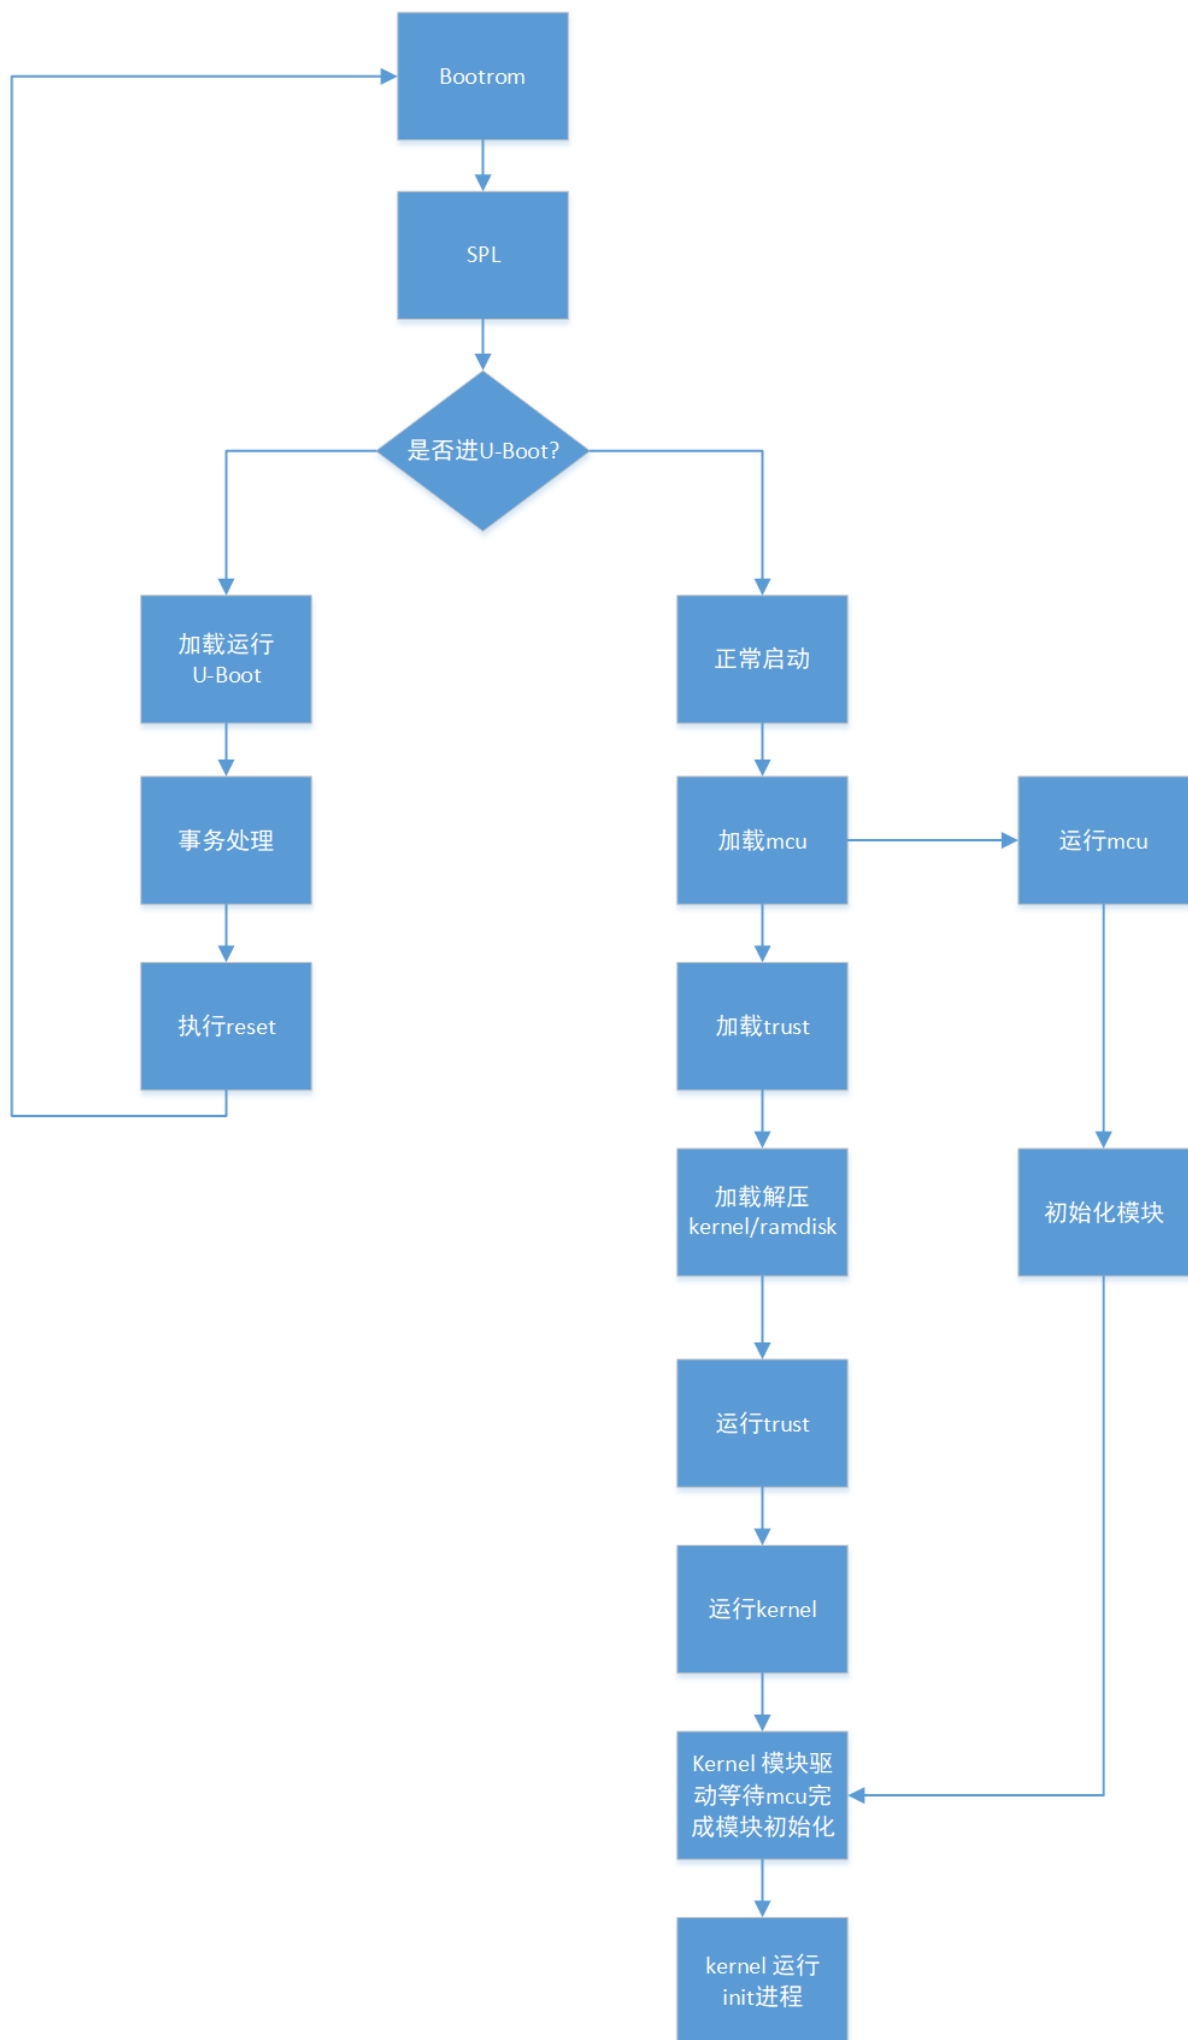 Bootrom
SPL
是否进U-Boot?
加载运行
U-Boot
正常启动
事务处理
加载mcu
运行mcu
执行reset
加载trust
加载解压
kernel/ramdisk
初始化模块
运行trust
运行kernel
Kernel 模块驱
动等待mcu完
成模块初始化
kernel 运行
init进程